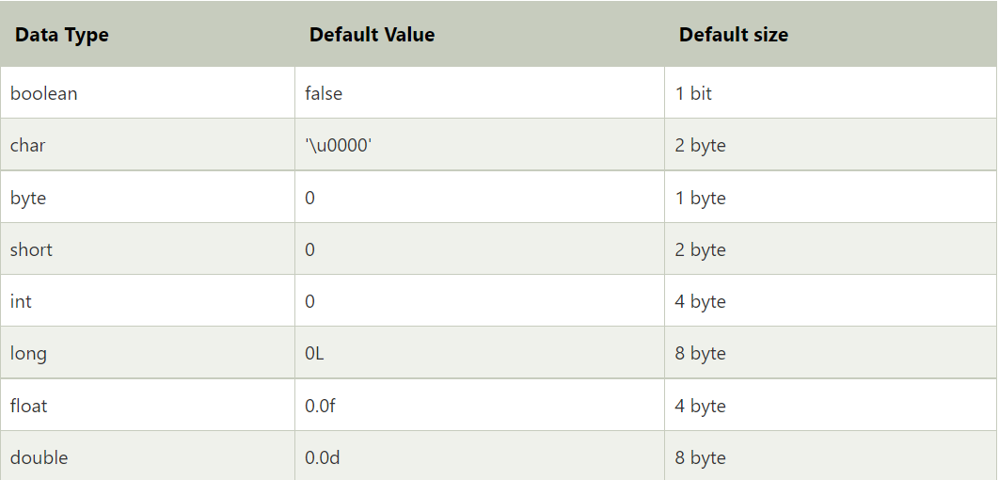 Data Type Default Value Default size
boolean false 1 bit
char '\u0000' 2 byte
byte 0 1 byte
short 0 2 byte
int 0 4 byte
long 0L 8 byte
float 0.0f 4 byte
double 0.0d 8 byte